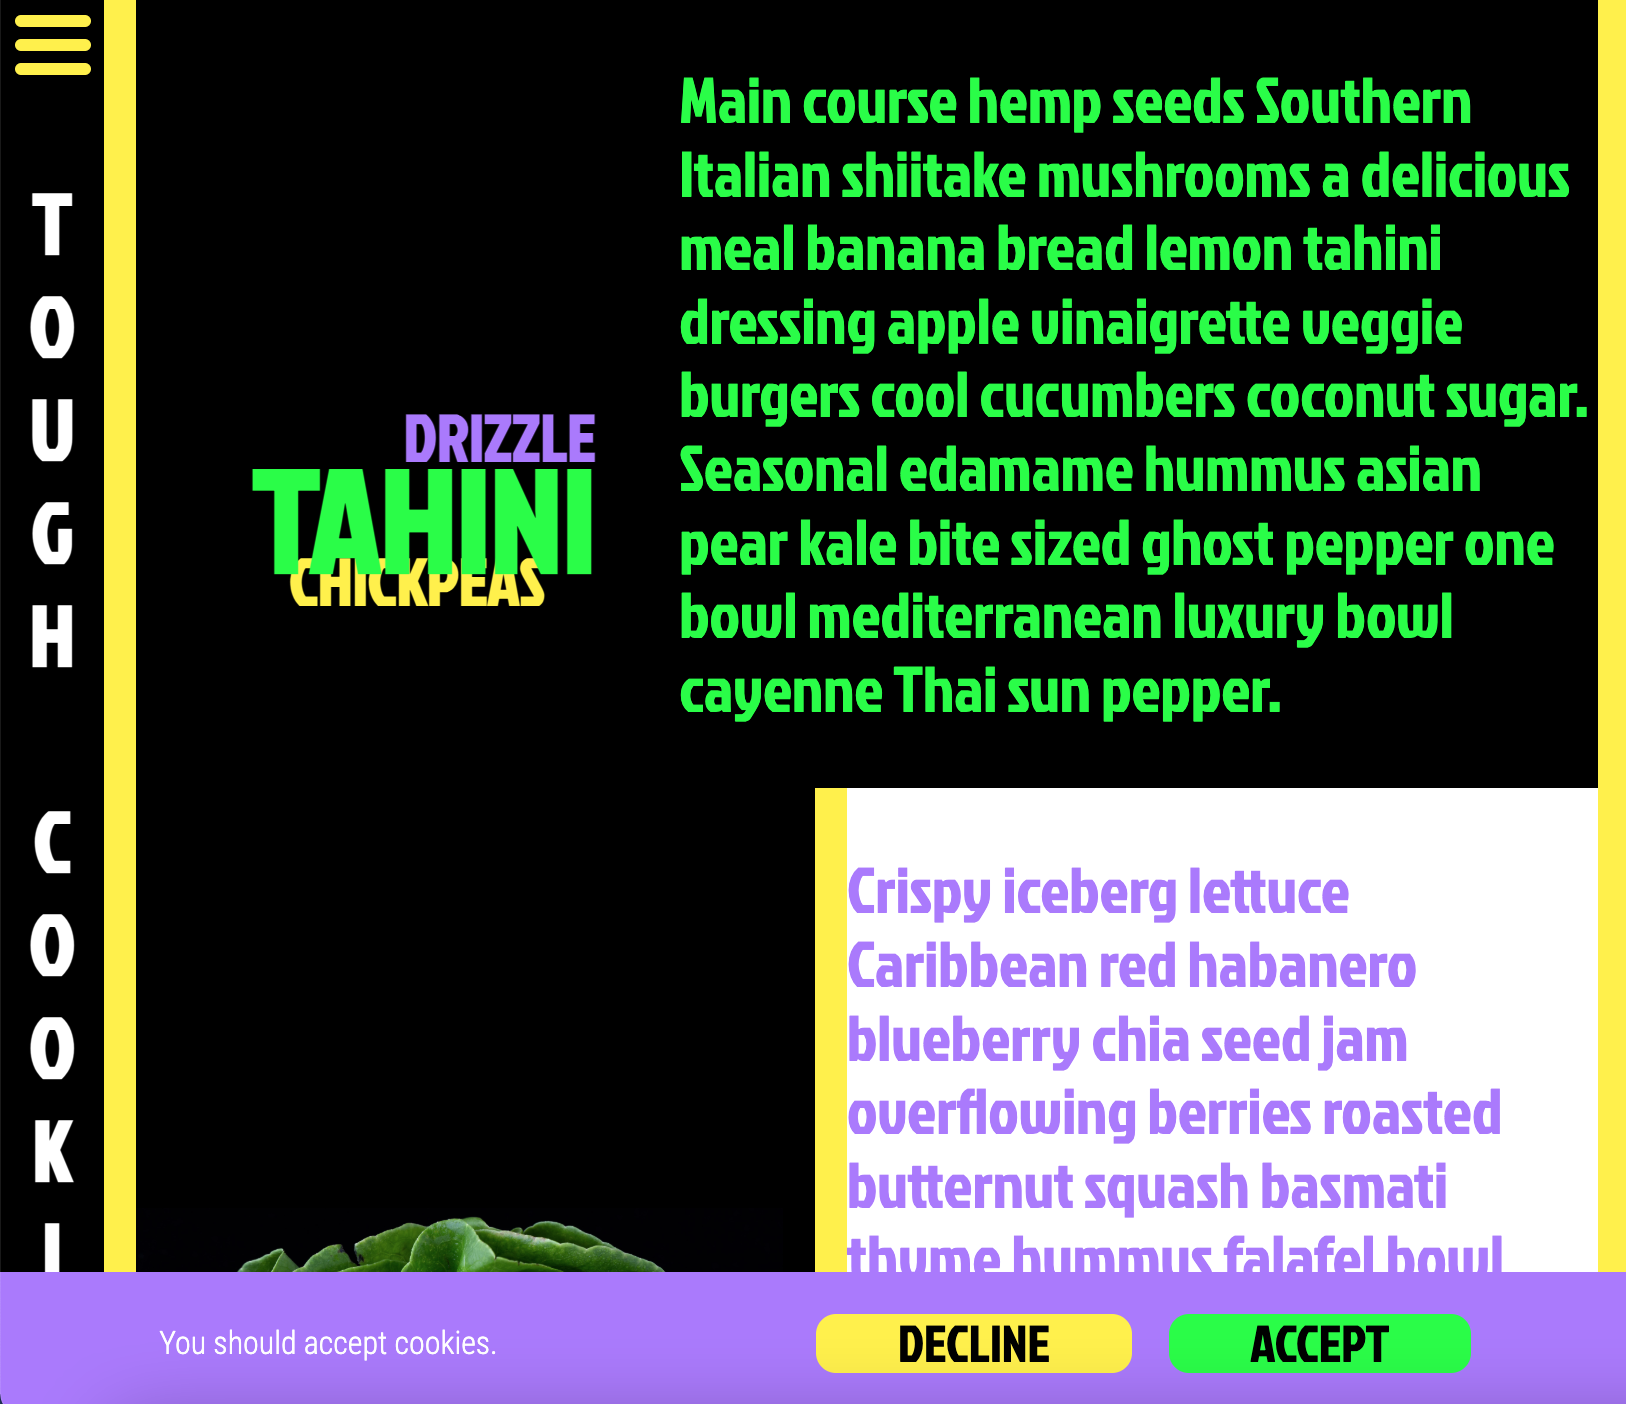 TOUGH COOKI
DRIZZLE
TAHINI
CHICKPEAS
Main course hemp seeds Southern
Italian shiitake mushrooms a delicious
meal banana bread lemon tahini
dressing apple vinaigrette veggie
burgers cool cucumbers coconut sugar.
Seasonal edamame hummus asian
pear kale bite sized ghost pepper one
bowl mediterranean luxury bowl
cayenne Thai sun pepper.
Crispy iceberg lettuce
Caribbean red habanero
blueberry chia seed jam
overflowing berries roasted
butternut squash basmati
thyme hummus falafel bowl
You should accept cookies.
DECLINE
ACCEPT